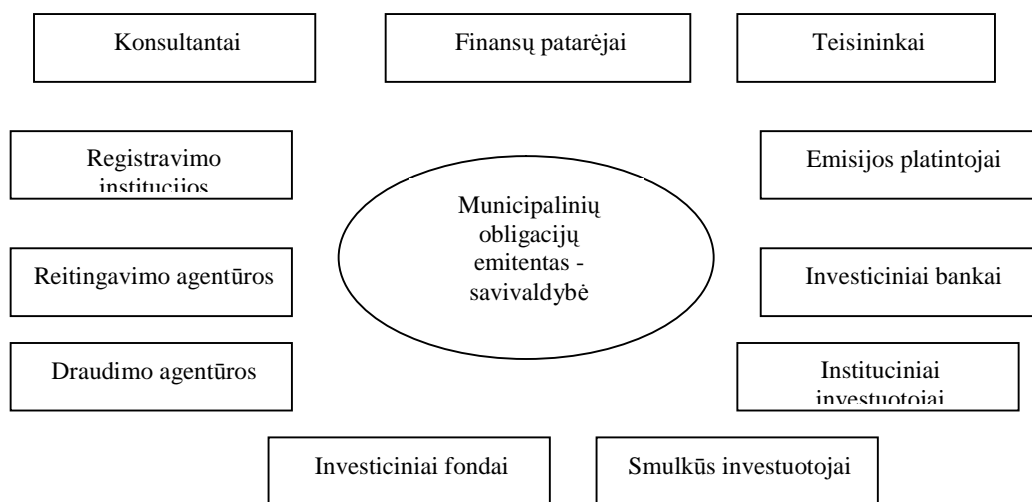 Konsultantai
Finansų patarėjai
Teisininkai
Registravimo
institucijos
Emisijos platintojai
Municipalinių
obligacijų
emitentas -
savivaldybė
Reitingavimo agentūros
Investiciniai bankai
Draudimo agentūros
Instituciniai
investuotojai
Investiciniai fondai
Smulkūs investuotojai